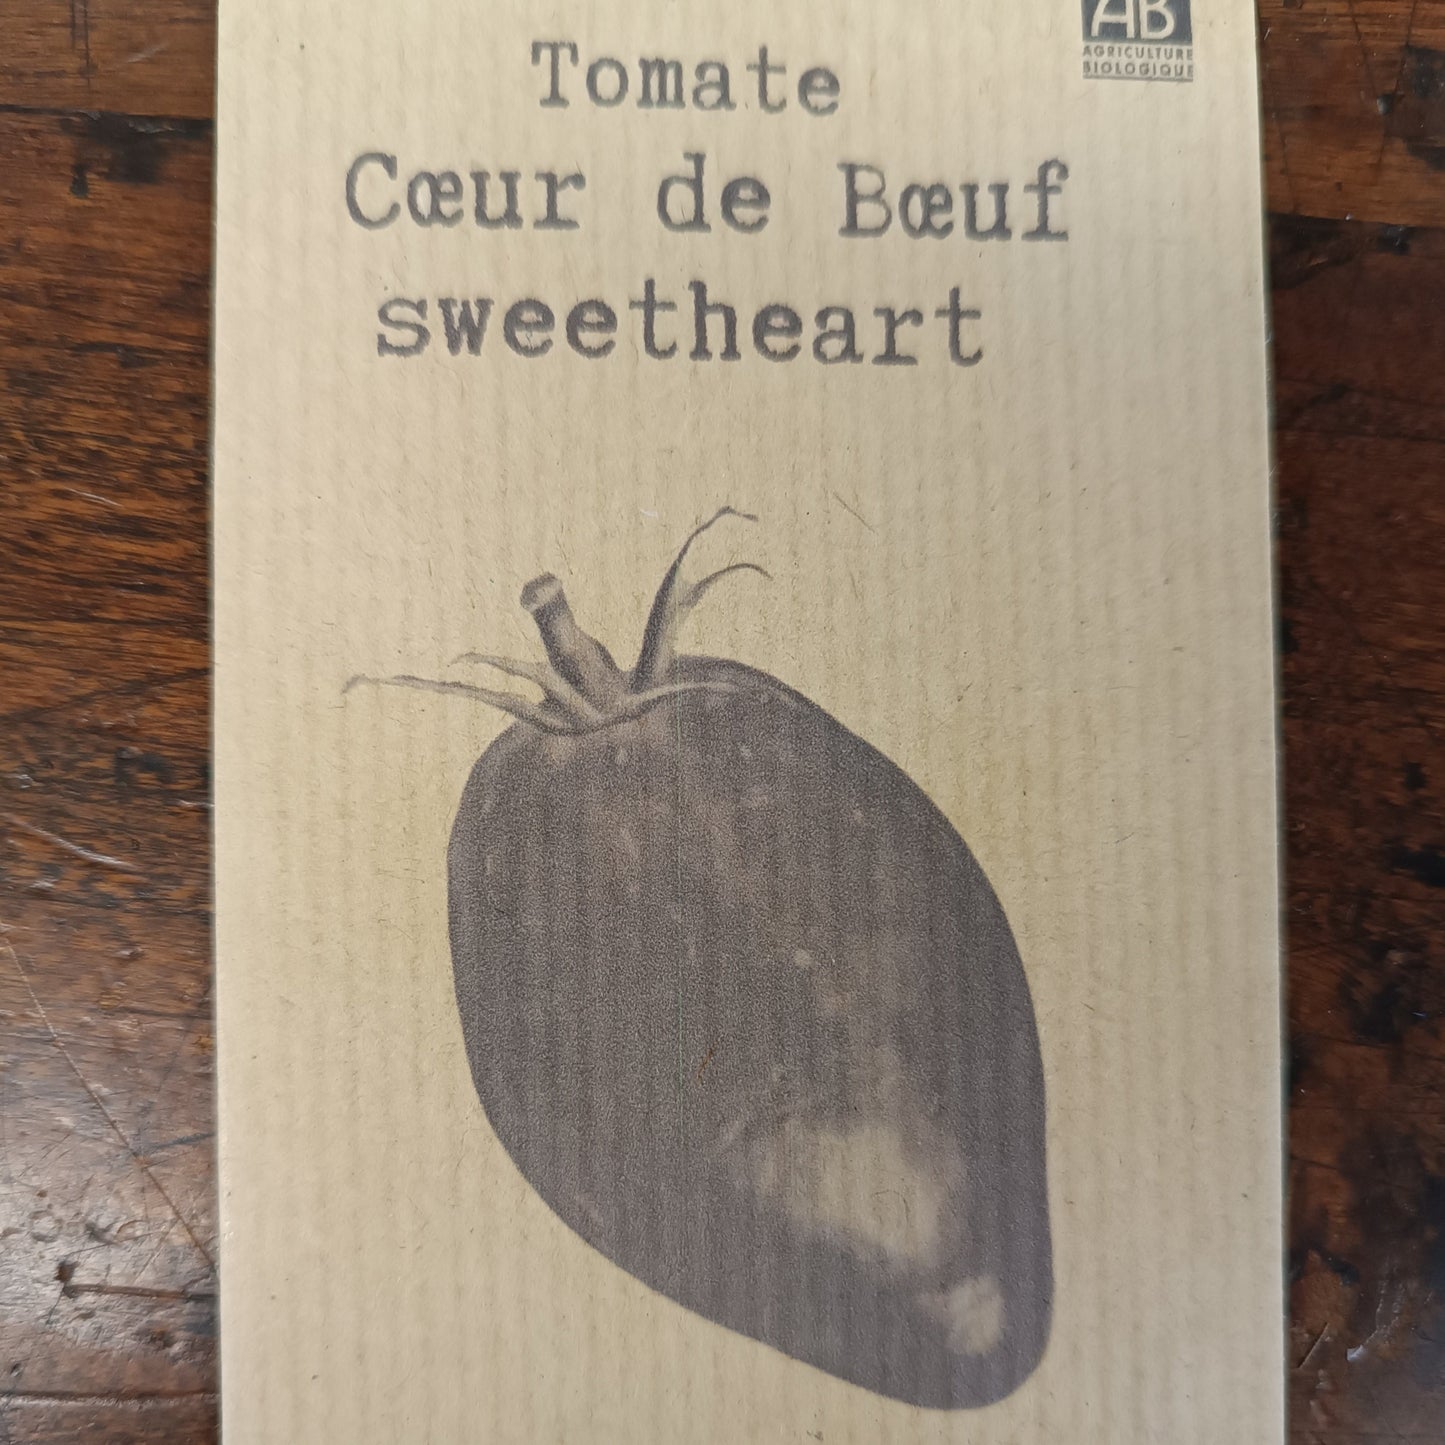 AB
AGRICULTURE
BIOLOGIQUE
Tomate
Cœur de Bœuf
sweetheart